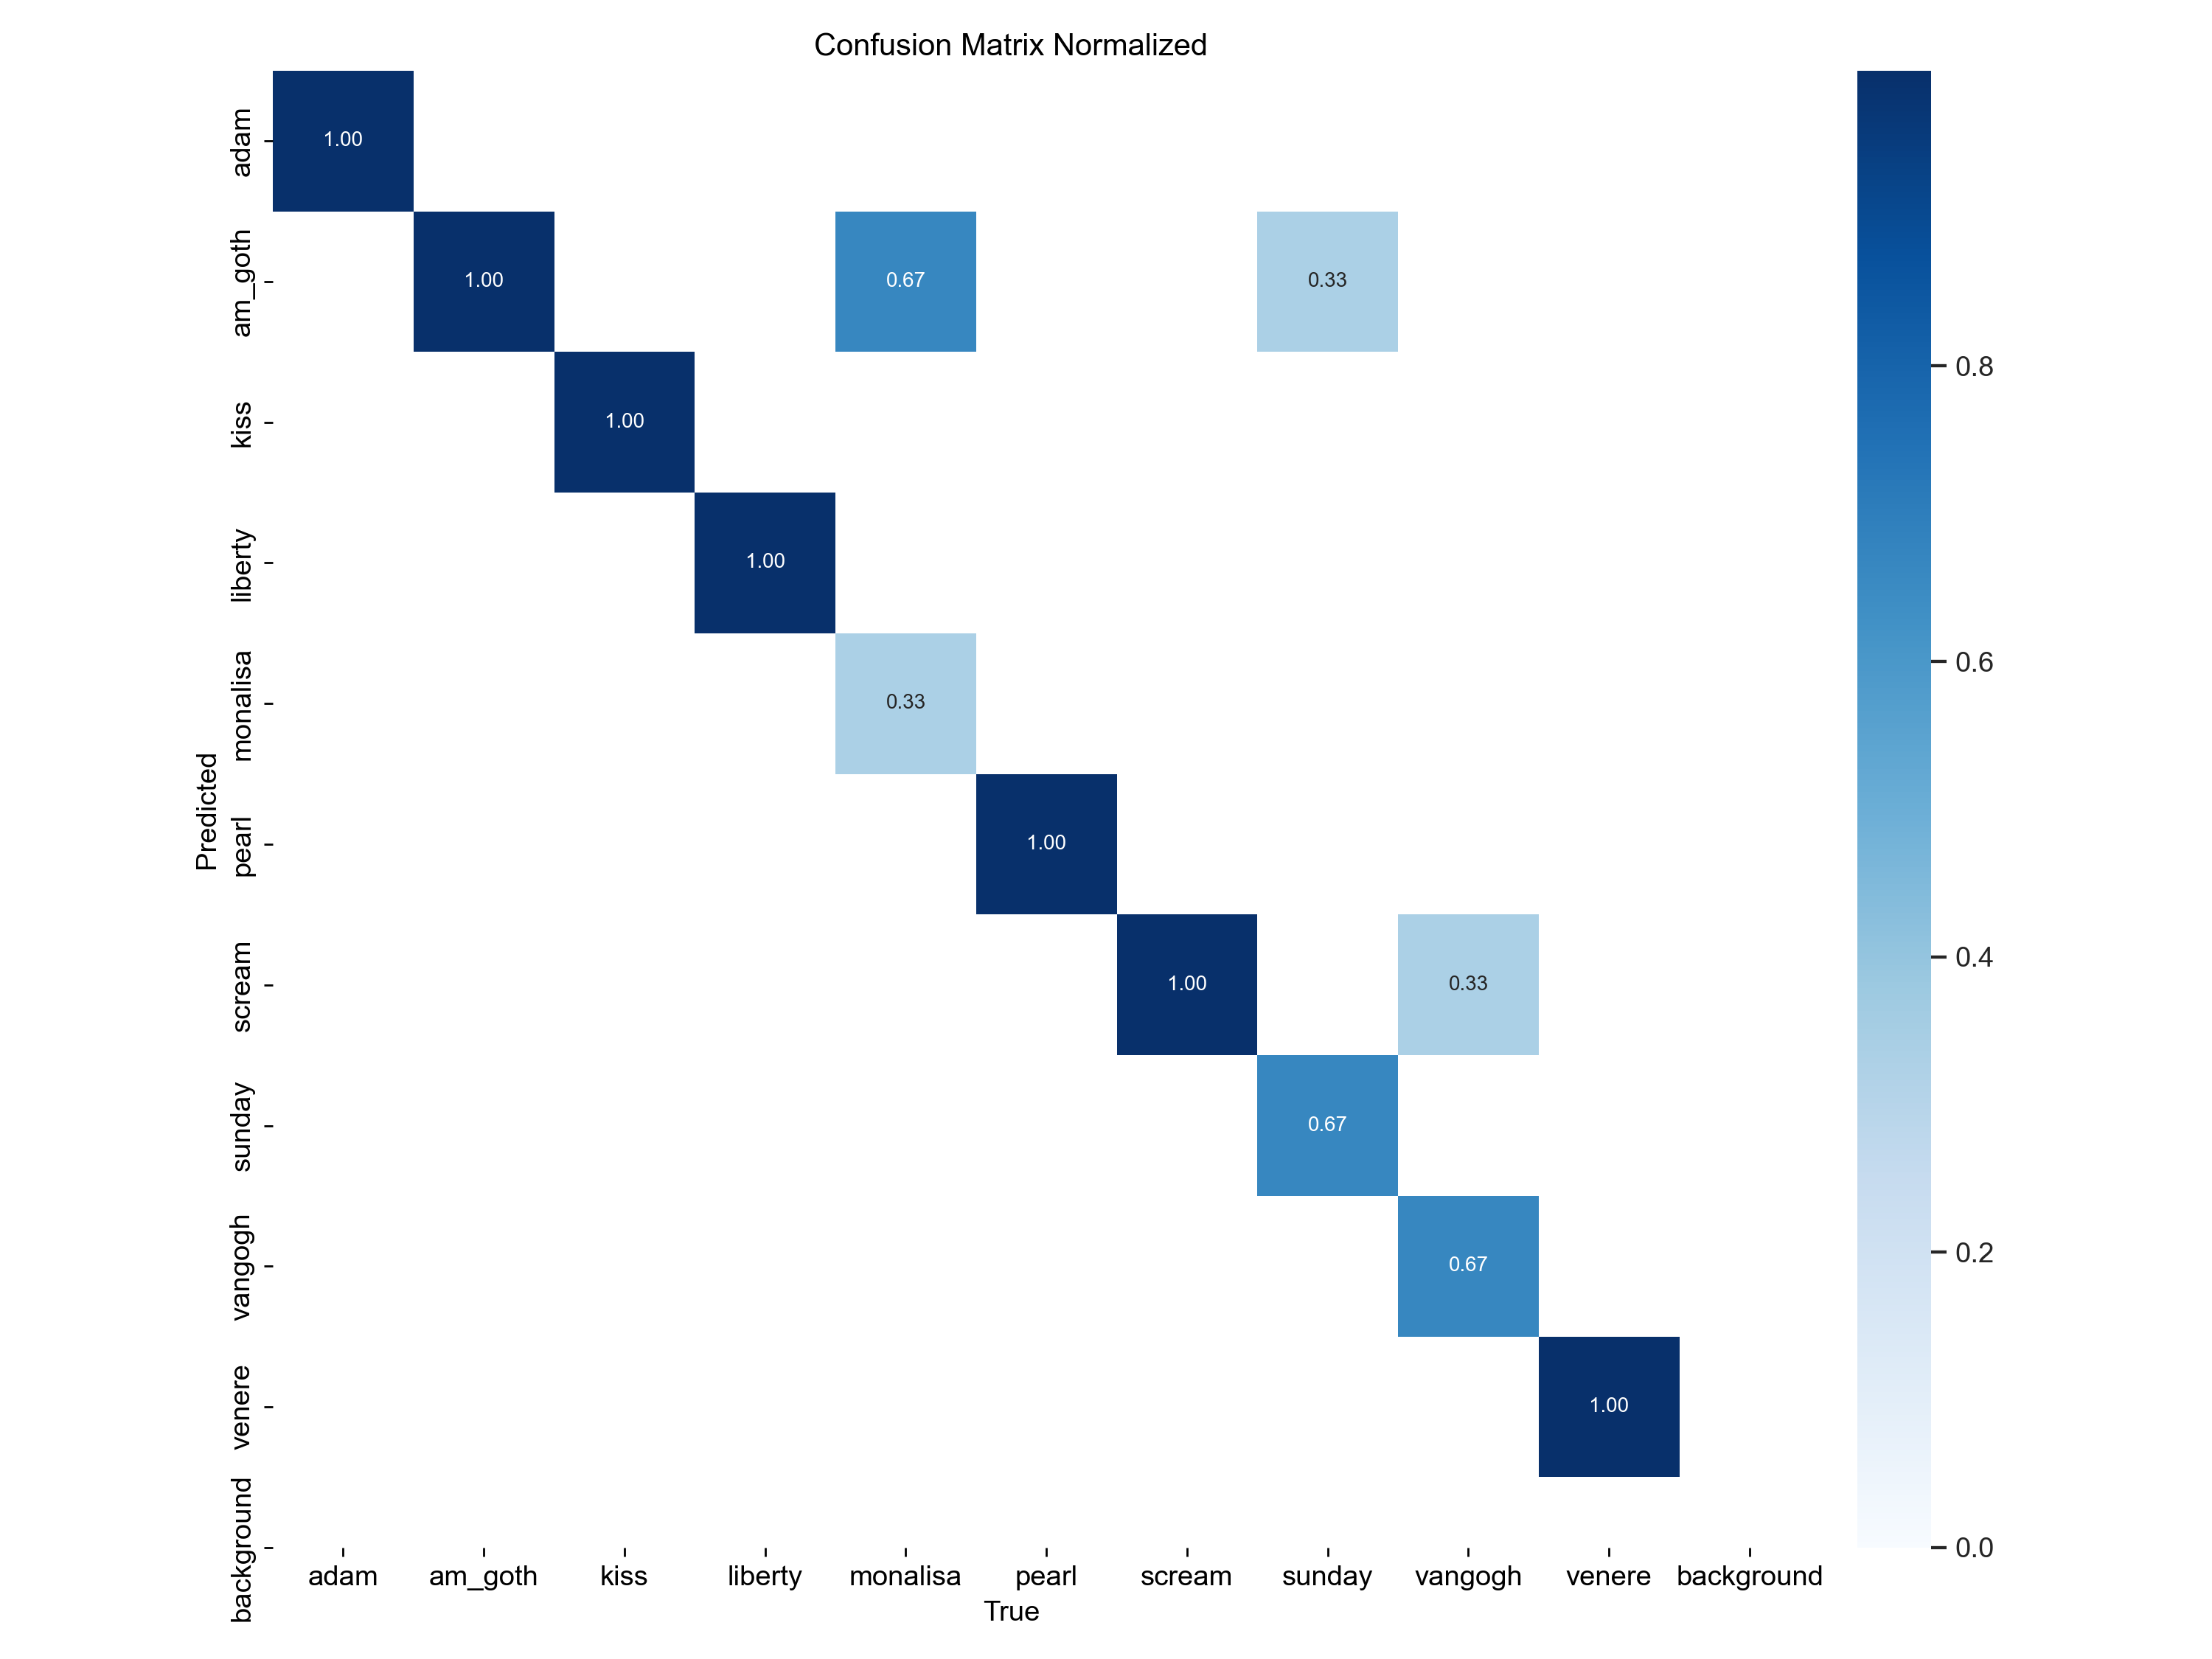 Confusion Matrix Normalized
adam
1.00
am_goth
1.00
0.67
0.33
0.8
kiss
1.00
liberty
1.00
0.6
monalisa
0.33
Predicted
pearl
1.00
0.4
scream
1.00
0.33
sunday
0.67
0.2
vangogh
0.67
venere
1.00
background
0.0
adam am_goth kiss liberty monalisa pearl scream sunday vangogh venere background
True